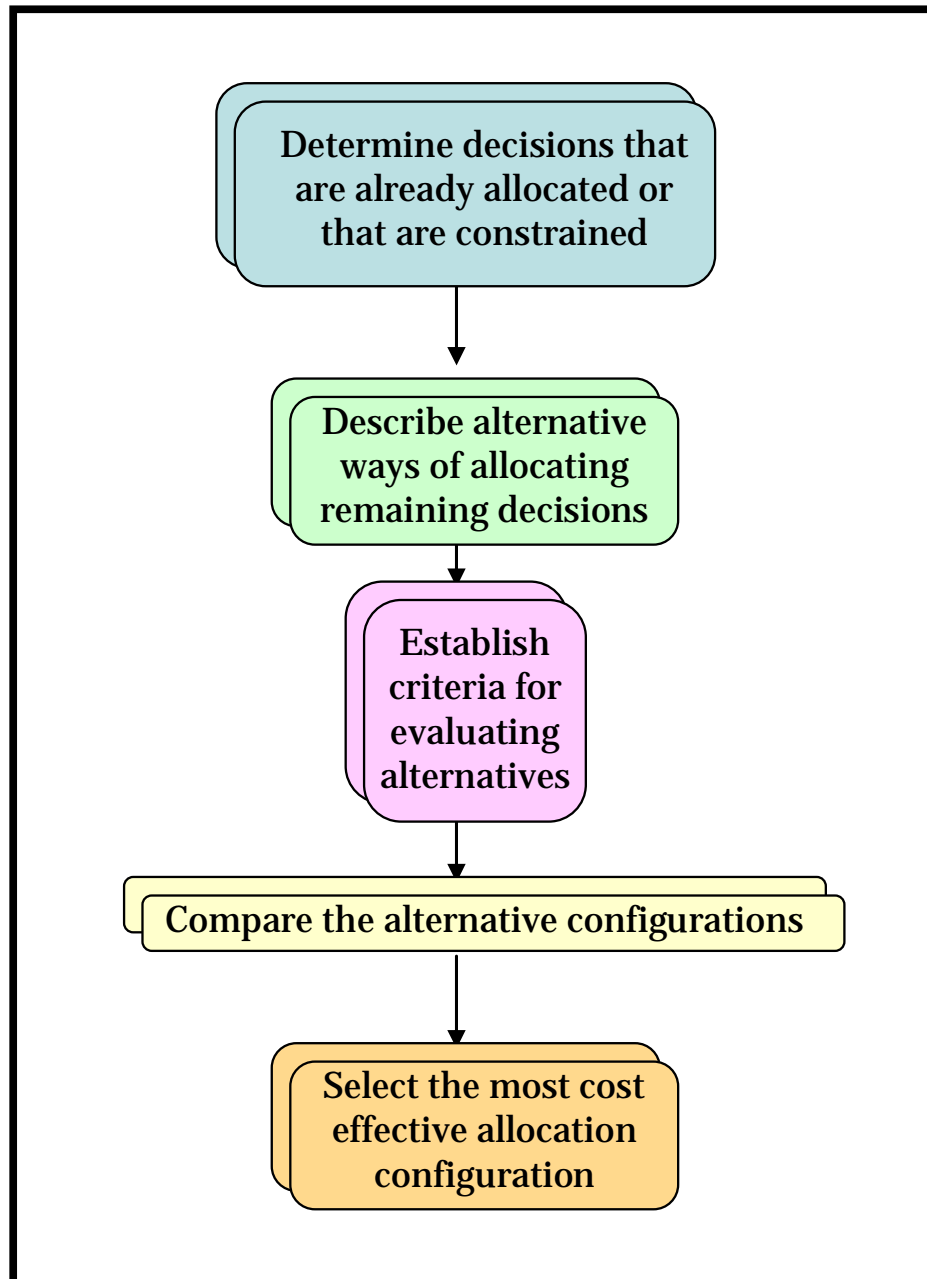 Determine decisions that
are already allocated or
that are constrained
Describe alternative
ways of allocating
remaining decisions
Establish
criteria for
evaluating
alternatives
Compare the alternative configurations
Select the most cost
effective allocation
configuration